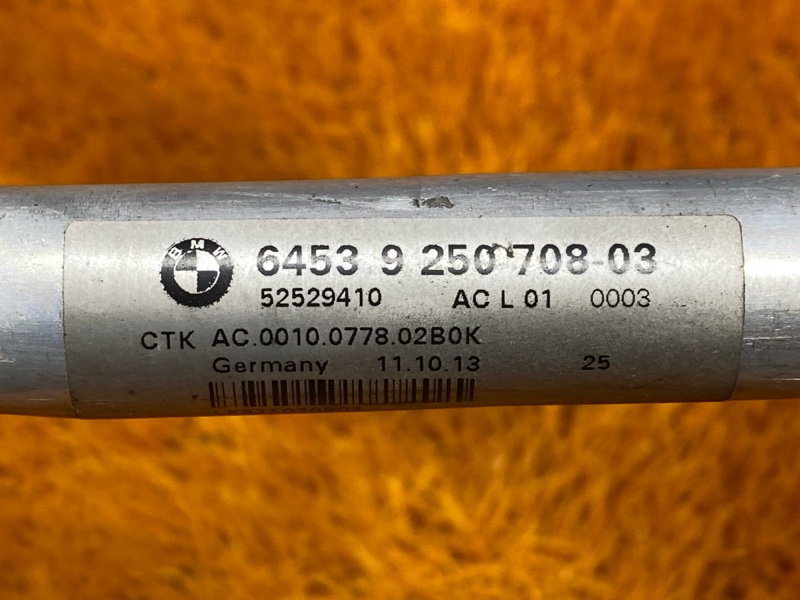 BMW
6453 9 250 708-03
52529410 AC L 01 0003
CTK AC.0010.0778.02B0K
Germany 11.10.13 25